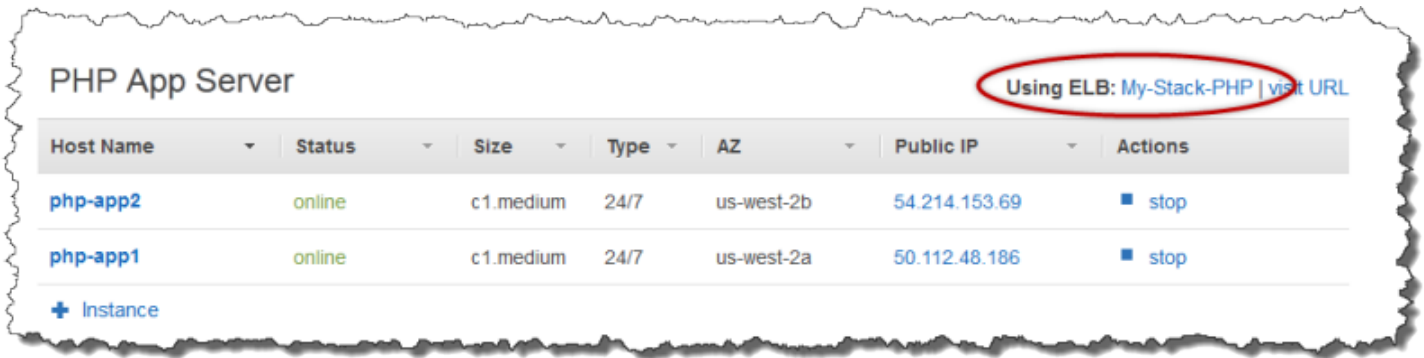 PHP App Server
Using ELB: My-Stack-PHP | visit URL
Host Name Status Size Type AZ Public IP Actions
php-app2 online c1.medium 24/7 us-west-2b 54.214.153.69 stop
php-app1 online c1.medium 24/7 us-west-2a 50.112.48.186 stop
Instance